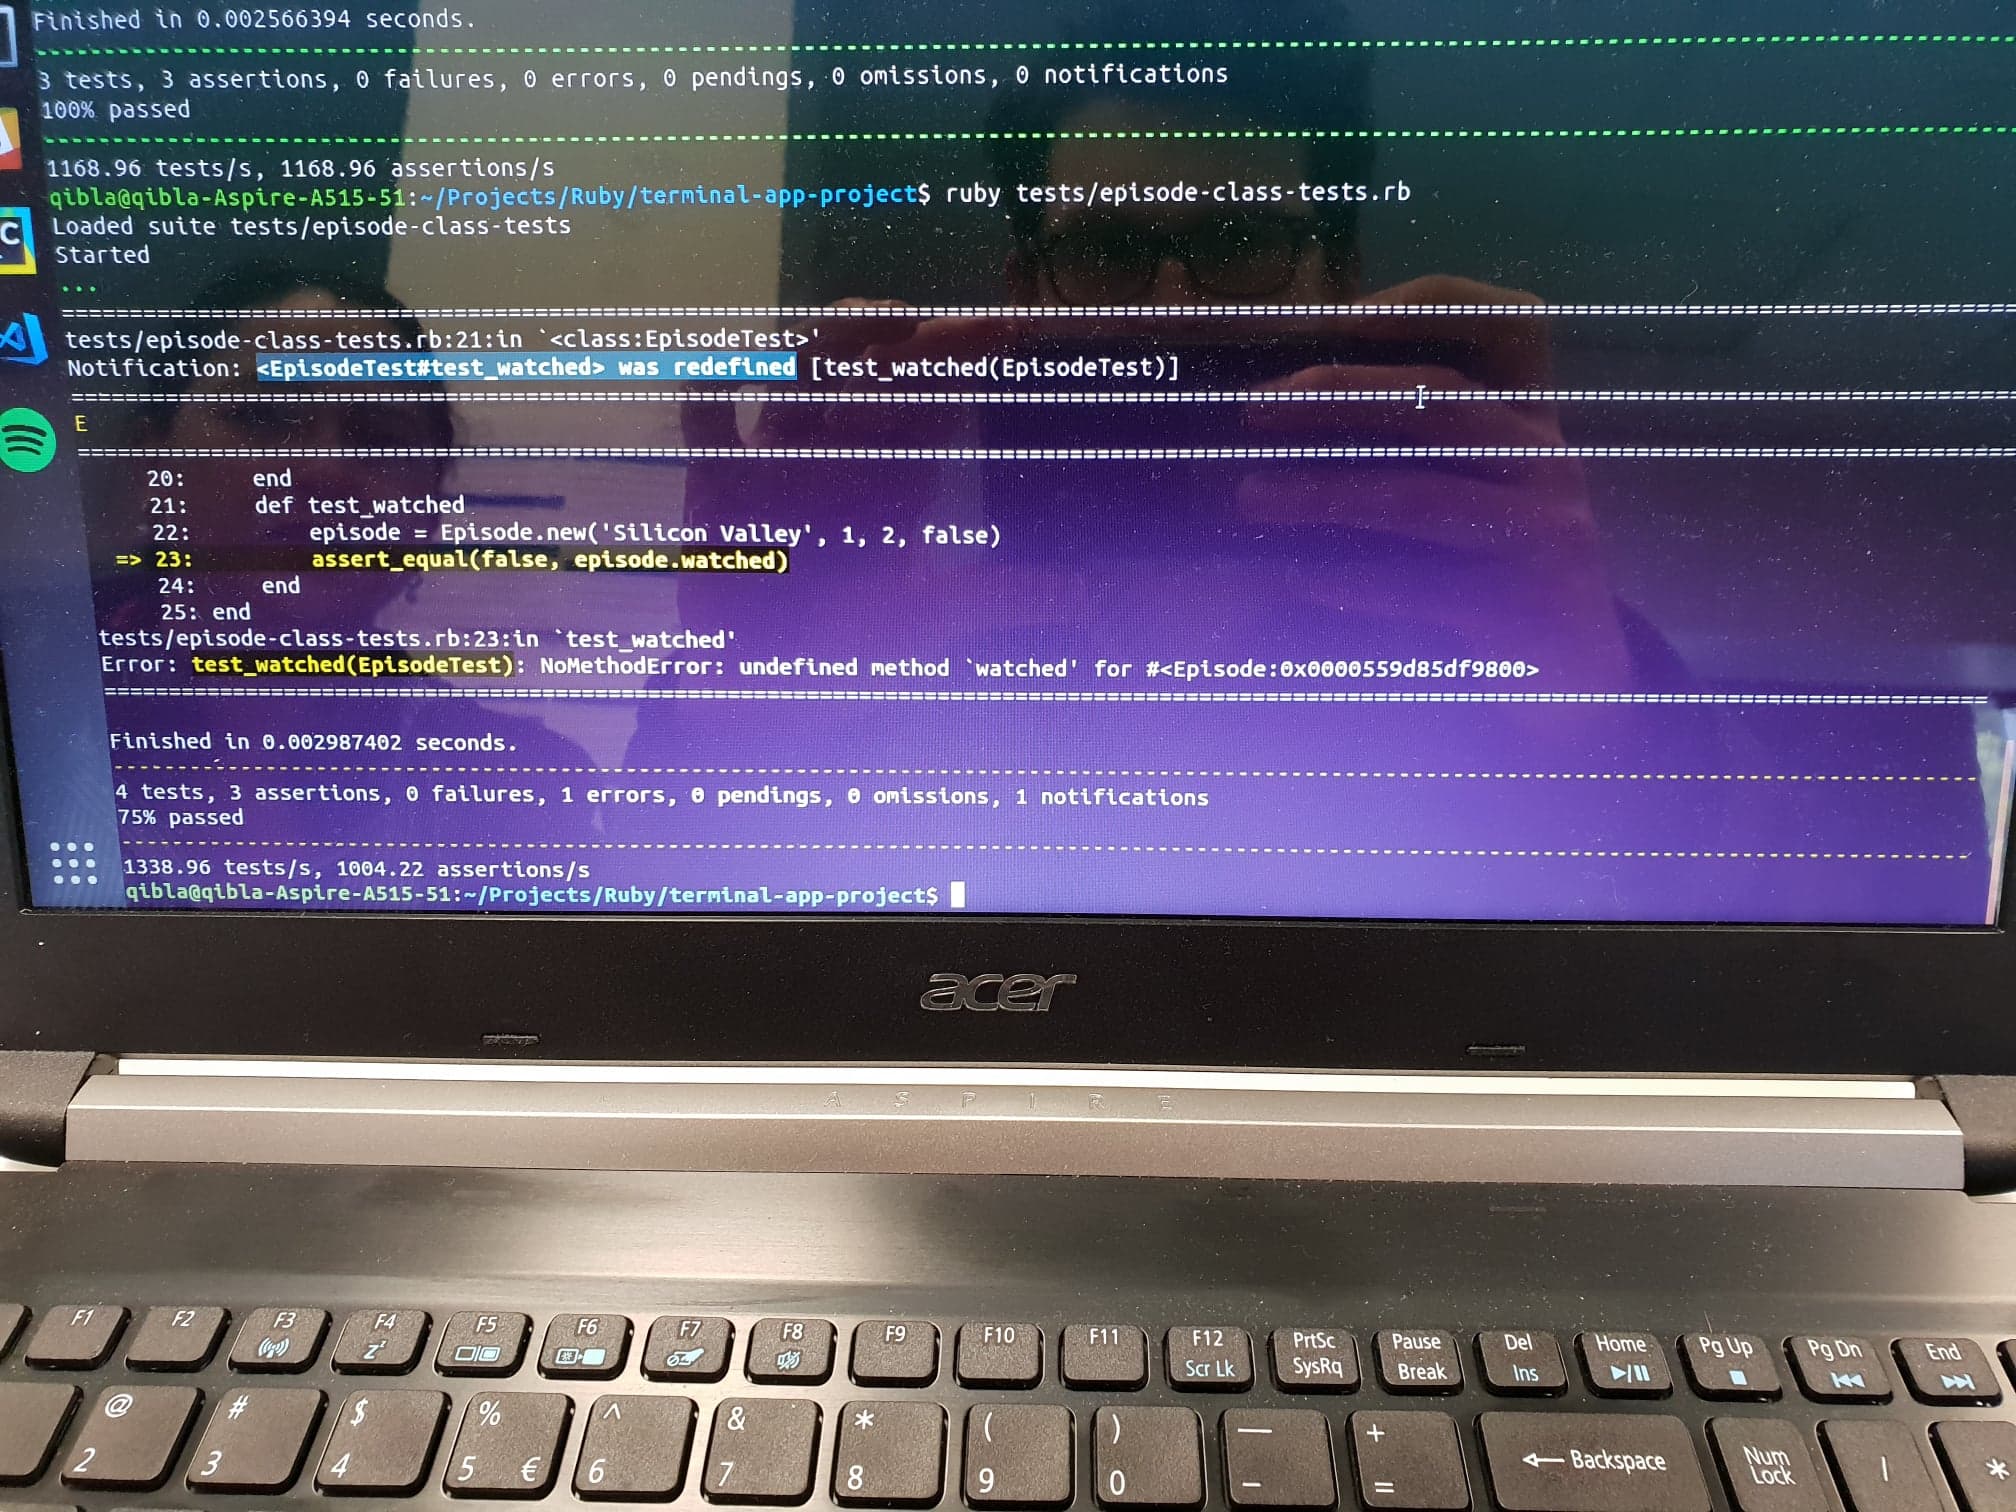 Finished in 0.002566394 seconds.
3 tests, 3 assertions, 0 failures, 0 errors, 0 pendings, 0 omissions, 0 notifications
100% passed
1168.96 tests/s, 1168.96 assertions/s
qibla@qibla-Aspire-A515-51:~/Projects/Ruby/terminal-app-project$ ruby tests/episode-class-tests.rb
Loaded suite tests/episode-class-tests
Started
...
tests/episode-class-tests.rb:21:in `<class:EpisodeTest>'
Notification: <EpisodeTest#test_watched> was redefined [test_watched(EpisodeTest)]
E
20: end
21: def test_watched
22: episode = Episode.new('Silicon Valley', 1, 2, false)
=> 23: assert_equal(false, episode.watched)
24: end
25: end
tests/episode-class-tests.rb:23:in `test_watched'
Error: test_watched(EpisodeTest): NoMethodError: undefined method `watched' for #<Episode:0x0000559d85df9800>
Finished in 0.002987402 seconds.
4 tests, 3 assertions, 0 failures, 1 errors, 0 pendings, 0 omissions, 1 notifications
75% passed
1338.96 tests/s, 1004.22 assertions/s
qibla@qibla-Aspire-A515-51:~/Projects/Ruby/terminal-app-project$
acer
ASPIRE
F1 F2 F3 F4 F5 F6 F7 F8 F9 F10 F11 F12 PrtSc Pause Del Home Pg Up Pg Dn End
Zz Scr Lk SysRq Break Ins
@ # $ % ^ & * ( ) — +
2 3 4 5 € 6 7 8 9 0 - = Backspace Num Lock / *